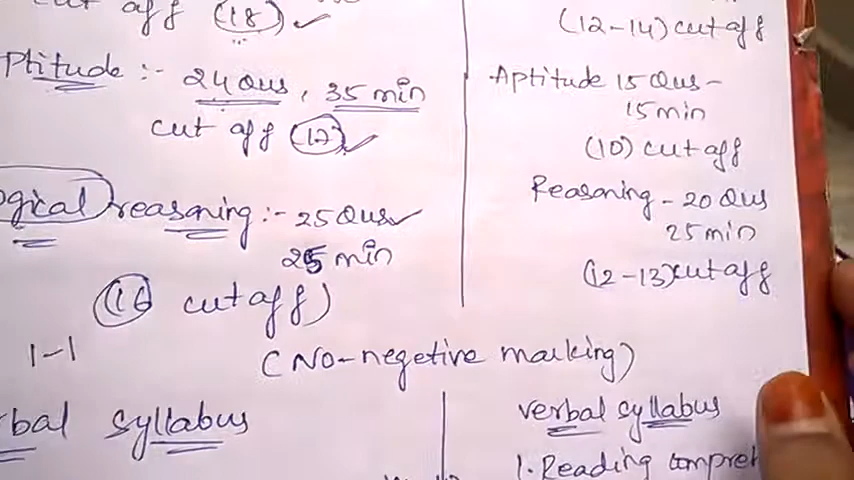 cut off (18)
Ptitude :- 24 Qus, 35 min
cut off (17)
ogical reasoning :- 25 Qus
25 min
(16 cut off)
1-1
(12-14) cut off
Aptitude 15 Qus -
15 min
(10) cut off
Reasoning - 20 Qus
25 min
(12-13) cut off
(No-negetive marking)
rbal syllabus
verbal syllabus
1. Reading compreh